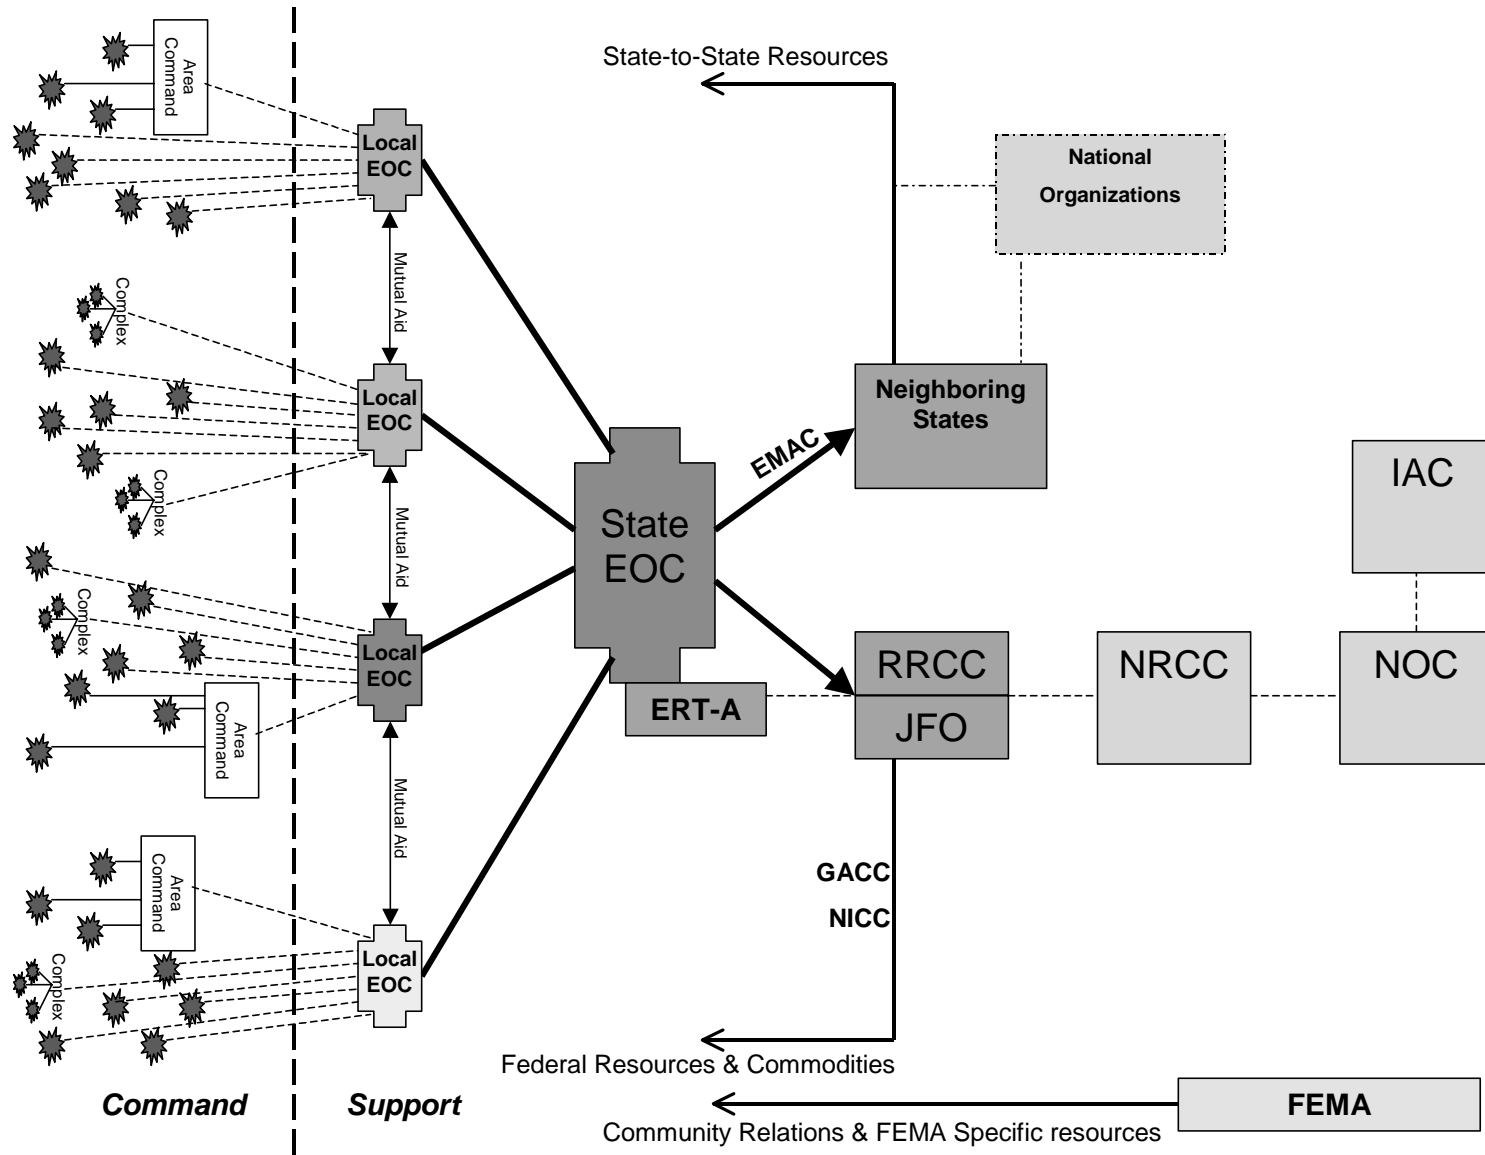 State-to-State Resources
Area
Command
Local
EOC
National
Organizations
Mutual Aid
Complex
Local
EOC
Neighboring
States
EMAC
IAC
Complex
State
EOC
Mutual Aid
Complex
Local
EOC
RRCC
NRCC
NOC
ERT-A
JFO
Area
Command
Mutual Aid
Area
Command
GACC
NICC
Local
EOC
Complex
Federal Resources & Commodities
Command
Support
FEMA
Community Relations & FEMA Specific resources